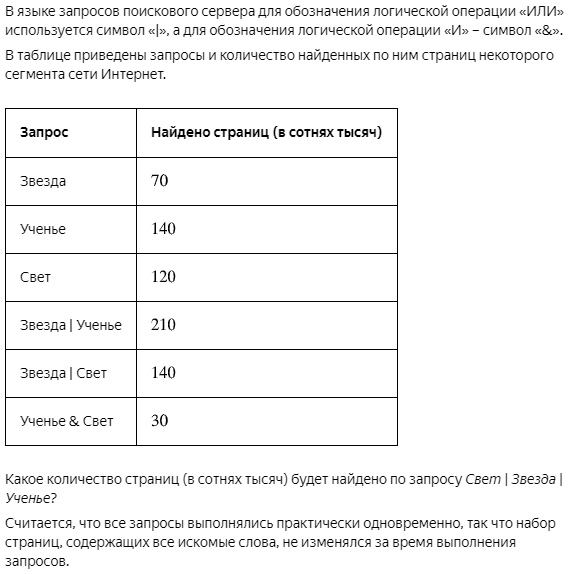 В языке запросов поискового сервера для обозначения логической операции «ИЛИ»
используется символ «|», а для обозначения логической операции «И» – символ «&».
В таблице приведены запросы и количество найденных по ним страниц некоторого
сегмента сети Интернет.
Запрос Найдено страниц (в сотнях тысяч)
Звезда 70
Ученье 140
Свет 120
Звезда | Ученье 210
Звезда | Свет 140
Ученье & Свет 30
Какое количество страниц (в сотнях тысяч) будет найдено по запросу Свет | Звезда |
Ученье?
Считается, что все запросы выполнялись практически одновременно, так что набор
страниц, содержащих все искомые слова, не изменялся за время выполнения
запросов.